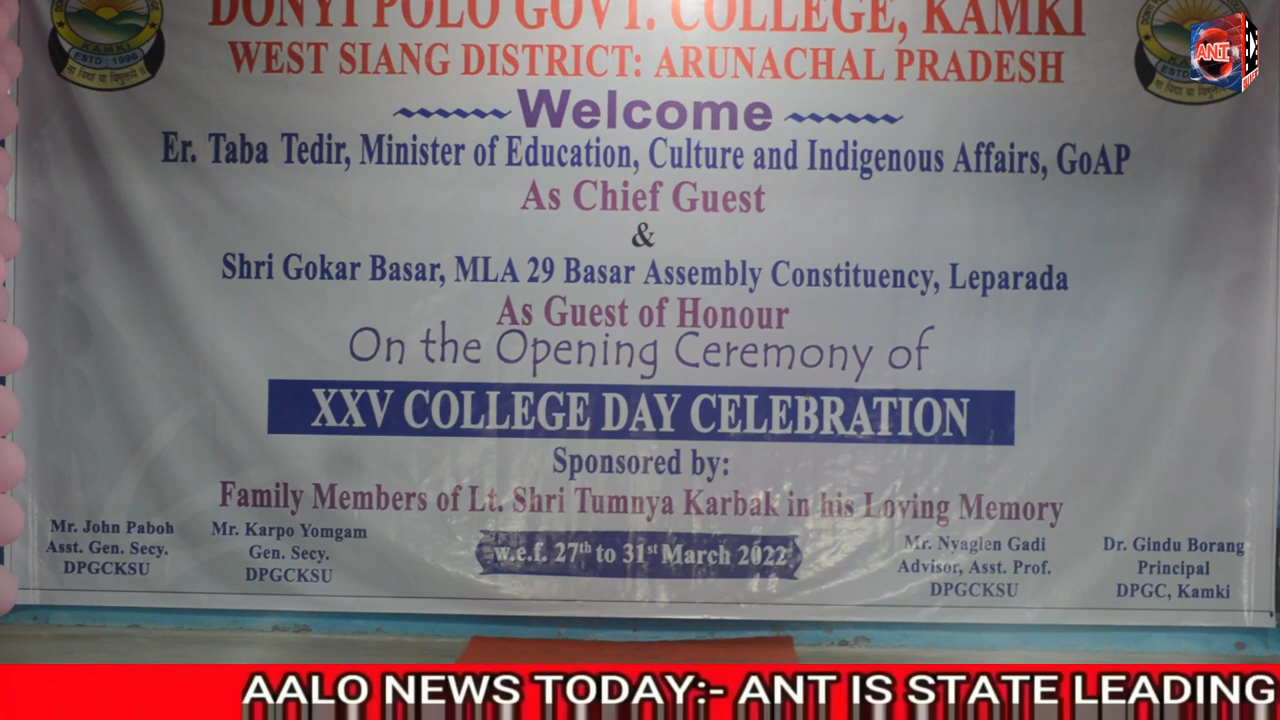 DONYI POLO GOVT. COLLEGE, KAMKI
WEST SIANG DISTRICT: ARUNACHAL PRADESH
KAMKI
ESTD : 1996
सा विद्या या विमुक्तये
ANT
Welcome
Er. Taba Tedir, Minister of Education, Culture and Indigenous Affairs, GoAP
As Chief Guest
&
Shri Gokar Basar, MLA 29 Basar Assembly Constituency, Leparada
As Guest of Honour
On the Opening Ceremony of
XXV COLLEGE DAY CELEBRATION
Sponsored by:
Family Members of Lt. Shri Tumnya Karbak in his Loving Memory
Mr. John Paboh
Asst. Gen. Secy.
DPGCKSU
Mr. Karpo Yomgam
Gen. Secy.
DPGCKSU
w.e.f. 27th to 31st March 2022
Mr. Nyagien Gadi
Advisor, Asst. Prof.
DPGCKSU
Dr. Gindu Borang
Principal
DPGC, Kamki
AALO NEWS TODAY:- ANT IS STATE LEADING